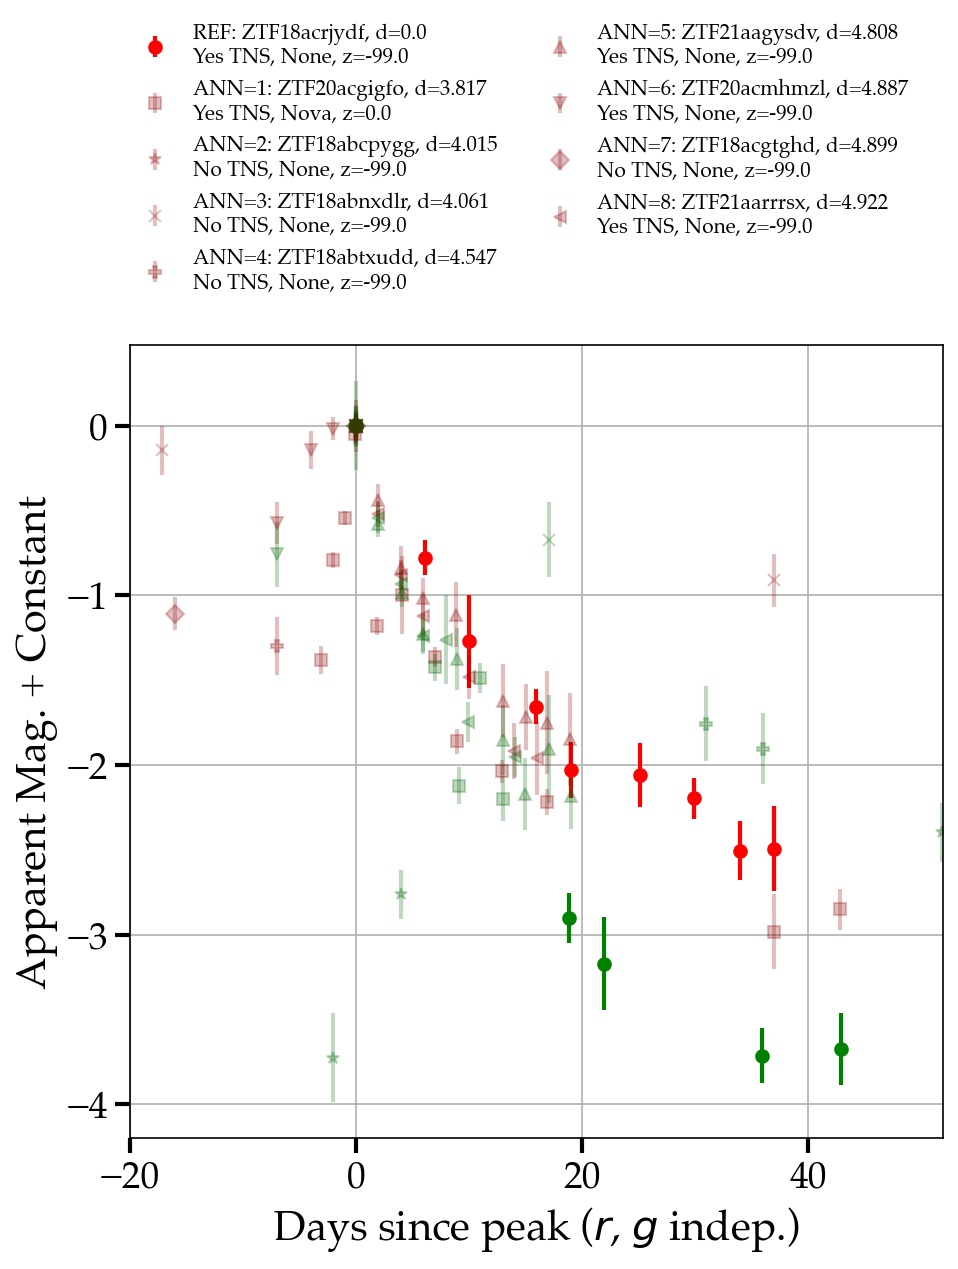 REF: ZTF18acrjydf, d=0.0
Yes TNS, None, z=-99.0
ANN=1: ZTF20acgigfo, d=3.817
Yes TNS, Nova, z=0.0
ANN=2: ZTF18abcpygg, d=4.015
No TNS, None, z=-99.0
ANN=3: ZTF18abnxdlr, d=4.061
No TNS, None, z=-99.0
ANN=4: ZTF18abtxudd, d=4.547
No TNS, None, z=-99.0
ANN=5: ZTF21aagysdv, d=4.808
Yes TNS, None, z=-99.0
ANN=6: ZTF20acmhmzl, d=4.887
Yes TNS, None, z=-99.0
ANN=7: ZTF18acgtghd, d=4.899
No TNS, None, z=-99.0
ANN=8: ZTF21aarrrsx, d=4.922
Yes TNS, None, z=-99.0
Apparent Mag. + Constant
0
−1
−2
−3
−4
−20 0 20 40
Days since peak (r, g indep.)